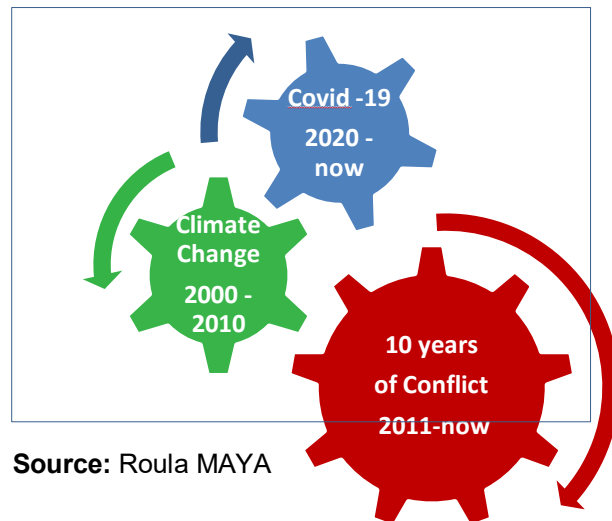 Covid -19
2020 -
now
Climate
Change
2000 -
2010
10 years
of Conflict
2011-now
Source: Roula MAYA